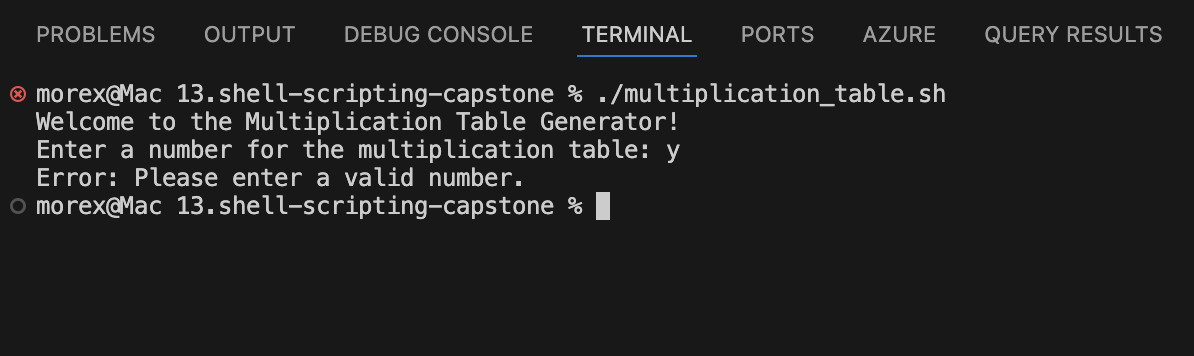 PROBLEMS OUTPUT DEBUG CONSOLE TERMINAL PORTS AZURE QUERY RESULTS
morex@Mac 13.shell-scripting-capstone % ./multiplication_table.sh
Welcome to the Multiplication Table Generator!
Enter a number for the multiplication table: y
Error: Please enter a valid number.
morex@Mac 13.shell-scripting-capstone %